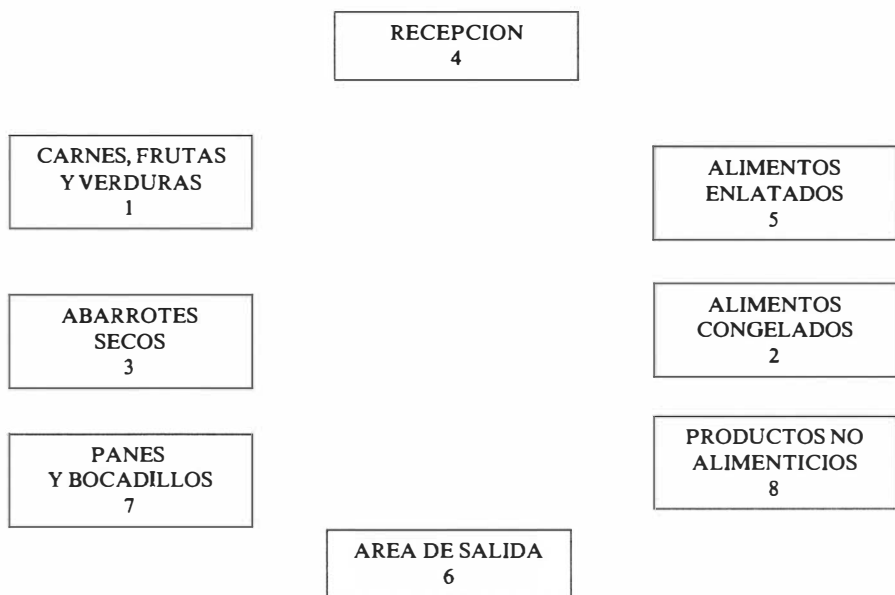 RECEPCION
4
CARNES, FRUTAS
Y VERDURAS
1
ALIMENTOS
ENLATADOS
5
ABARROTES
SECOS
3
ALIMENTOS
CONGELADOS
2
PANES
Y BOCADILLOS
7
PRODUCTOS NO
ALIMENTICIOS
8
AREA DE SALIDA
6